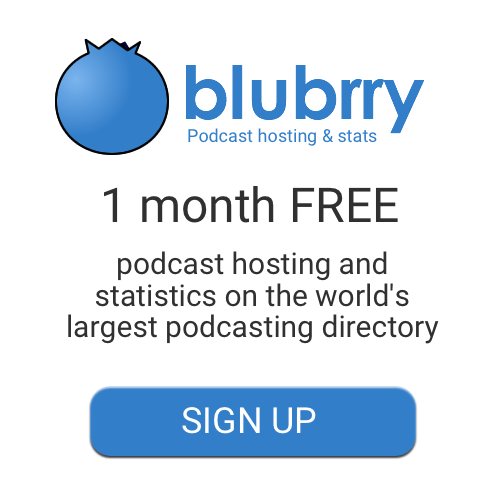 blubrry
Podcast hosting & stats
1 month FREE
podcast hosting and
statistics on the world's
largest podcasting directory
SIGN UP